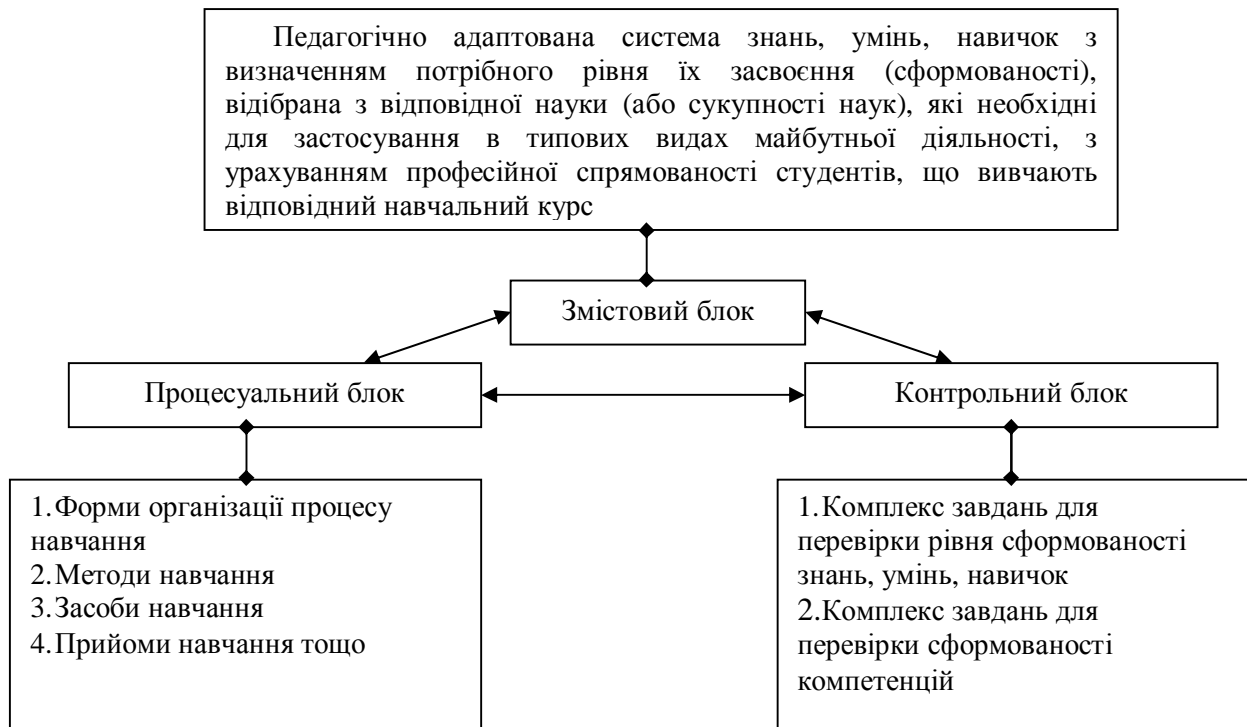 Педагогічно адаптована система знань, умінь, навичок з
визначенням потрібного рівня їх засвоєння (сформованості),
відібрана з відповідної науки (або сукупності наук), які необхідні
для застосування в типових видах майбутньої діяльності, з
урахуванням професійної спрямованості студентів, що вивчають
відповідний навчальний курс
Змістовий блок
Процесуальний блок
Контрольний блок
1.Форми організації процесу
навчання
2.Методи навчання
3.Засоби навчання
4.Прийоми навчання тощо
1.Комплекс завдань для
перевірки рівня сформованості
знань, умінь, навичок
2.Комплекс завдань для
перевірки сформованості
компетенцій